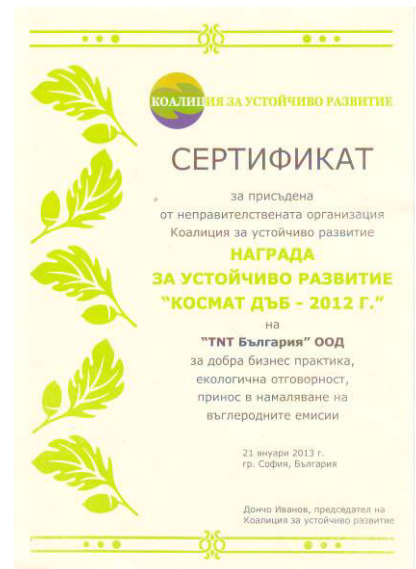 КОАЛИЦИЯ ЗА УСТОЙЧИВО РАЗВИТИЕ
СЕРТИФИКАТ
за присъдена
от неправителствената организация
Коалиция за устойчиво развитие
НАГРАДА
ЗА УСТОЙЧИВО РАЗВИТИЕ
"КОСМАТ ДЪБ - 2012 Г."
на
"TNT България" ООД
за добра бизнес практика,
екологична отговорност,
принос в намаляване на
въглеродните емисии
21 януари 2013 г.
гр. София, България
Дончо Иванов, председател на
Коалиция за устойчиво развитие